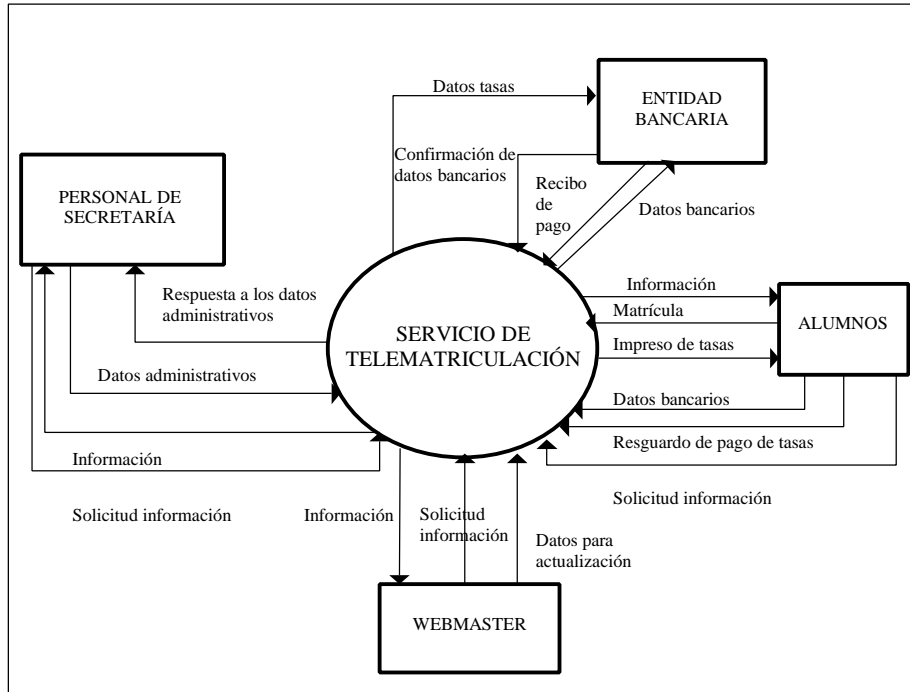 Datos tasas
ENTIDAD
BANCARIA
Confirmación de
datos bancarios
Recibo
de
pago
Datos bancarios
PERSONAL DE
SECRETARÍA
Respuesta a los datos
administrativos
SERVICIO DE
TELEMATRICULACIÓN
Información
Matrícula
ALUMNOS
Impreso de tasas
Datos administrativos
Datos bancarios
Resguardo de pago de tasas
Información
Solicitud información
Solicitud información
Información
Solicitud
información
Datos para
actualización
WEBMASTER